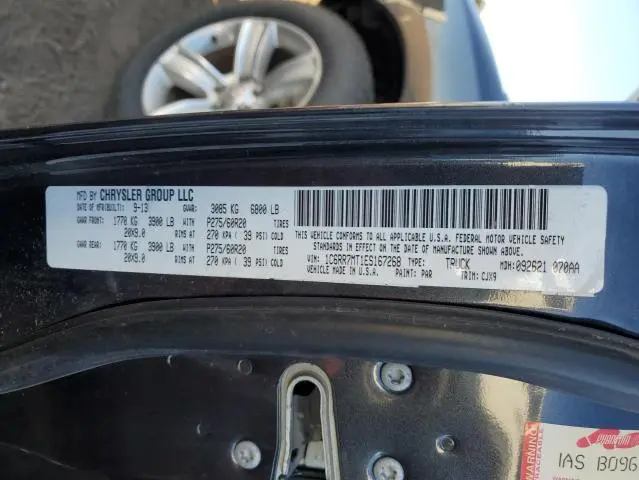 MFD BY CHRYSLER GROUP LLC
DATE OF MFR(BUILT): 9-13 GVWR: 3085 KG 6800 LB
GAWR FRONT: 1770 KG 3900 LB WITH P275/60R20 TIRES
20X9.0 RIMS AT 270 KPA ( 39 PSI) COLD
GAWR REAR: 1770 KG 3900 LB WITH P275/60R20 TIRES
20X9.0 RIMS AT 270 KPA ( 39 PSI) COLD
THIS VEHICLE CONFORMS TO ALL APPLICABLE U.S.A. FEDERAL MOTOR VEHICLE SAFETY
STANDARDS IN EFFECT ON THE DATE OF MANUFACTURE SHOWN ABOVE.
VIN: 1C6RR7MT1ES167268 TYPE: TRUCK MDH: 092621 070AA
PAINT: PAR TRIM: CJX9
WARNING
IAS B096